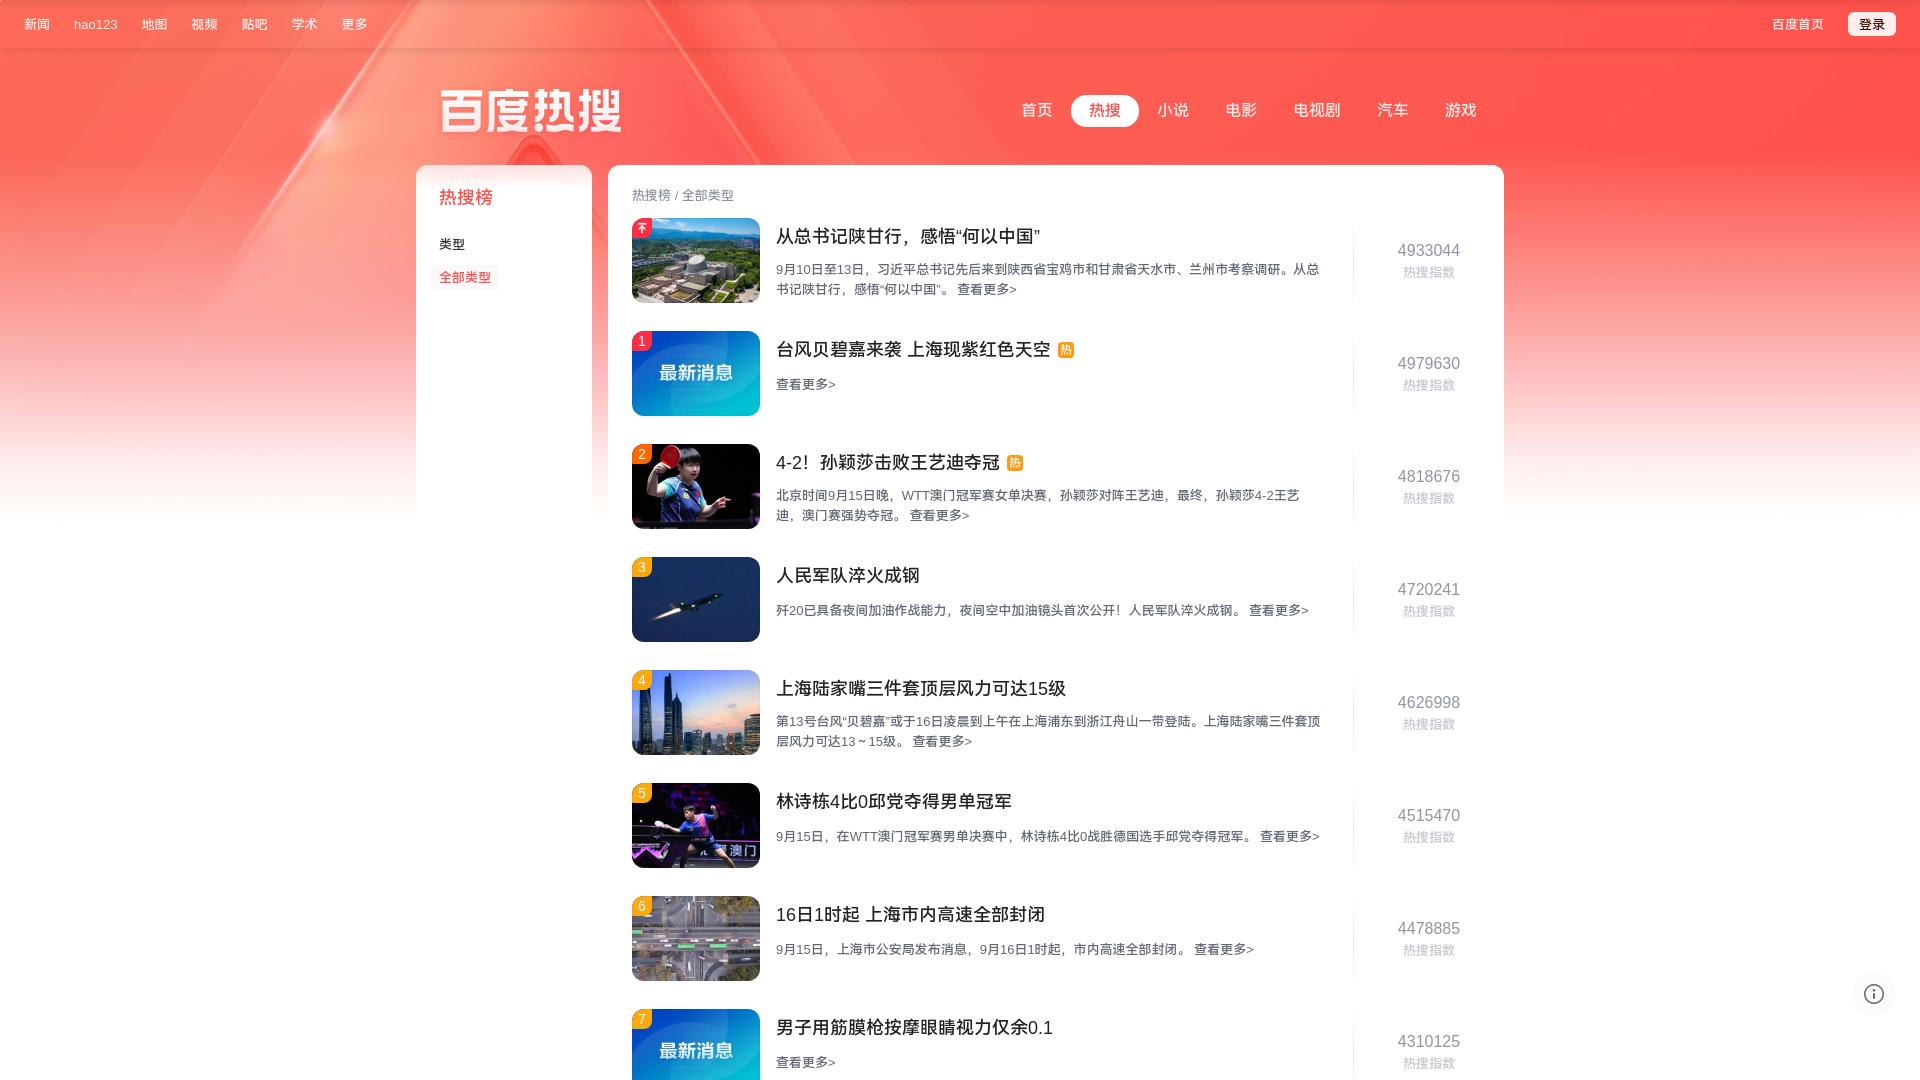 新闻 hao123 地图 视频 贴吧 学术 更多 百度首页 登录
百度热搜
首页 热搜 小说 电影 电视剧 汽车 游戏
热搜榜
类型
全部类型
热搜榜 / 全部类型
从总书记陕甘行，感悟“何以中国”
9月10日至13日，习近平总书记先后来到陕西省宝鸡市和甘肃省天水市、兰州市考察调研。从总
书记陕甘行，感悟“何以中国”。 查看更多>
4933044
热搜指数
1
最新消息
台风贝碧嘉来袭 上海现紫红色天空 热
查看更多>
4979630
热搜指数
2
4-2！孙颖莎击败王艺迪夺冠 热
北京时间9月15日晚，WTT澳门冠军赛女单决赛，孙颖莎对阵王艺迪，最终，孙颖莎4-2王艺
迪，澳门赛强势夺冠。 查看更多>
4818676
热搜指数
3
人民军队淬火成钢
歼20已具备夜间加油作战能力，夜间空中加油镜头首次公开！人民军队淬火成钢。 查看更多>
4720241
热搜指数
4
上海陆家嘴三件套顶层风力可达15级
第13号台风“贝碧嘉”或于16日凌晨到上午在上海浦东到浙江舟山一带登陆。上海陆家嘴三件套顶
层风力可达13～15级。 查看更多>
4626998
热搜指数
5
澳门
林诗栋4比0邱党夺得男单冠军
9月15日，在WTT澳门冠军赛男单决赛中，林诗栋4比0战胜德国选手邱党夺得冠军。 查看更多>
4515470
热搜指数
6
16日1时起 上海市内高速全部封闭
9月15日，上海市公安局发布消息，9月16日1时起，市内高速全部封闭。 查看更多>
4478885
热搜指数
7
最新消息
男子用筋膜枪按摩眼睛视力仅余0.1
查看更多>
4310125
热搜指数